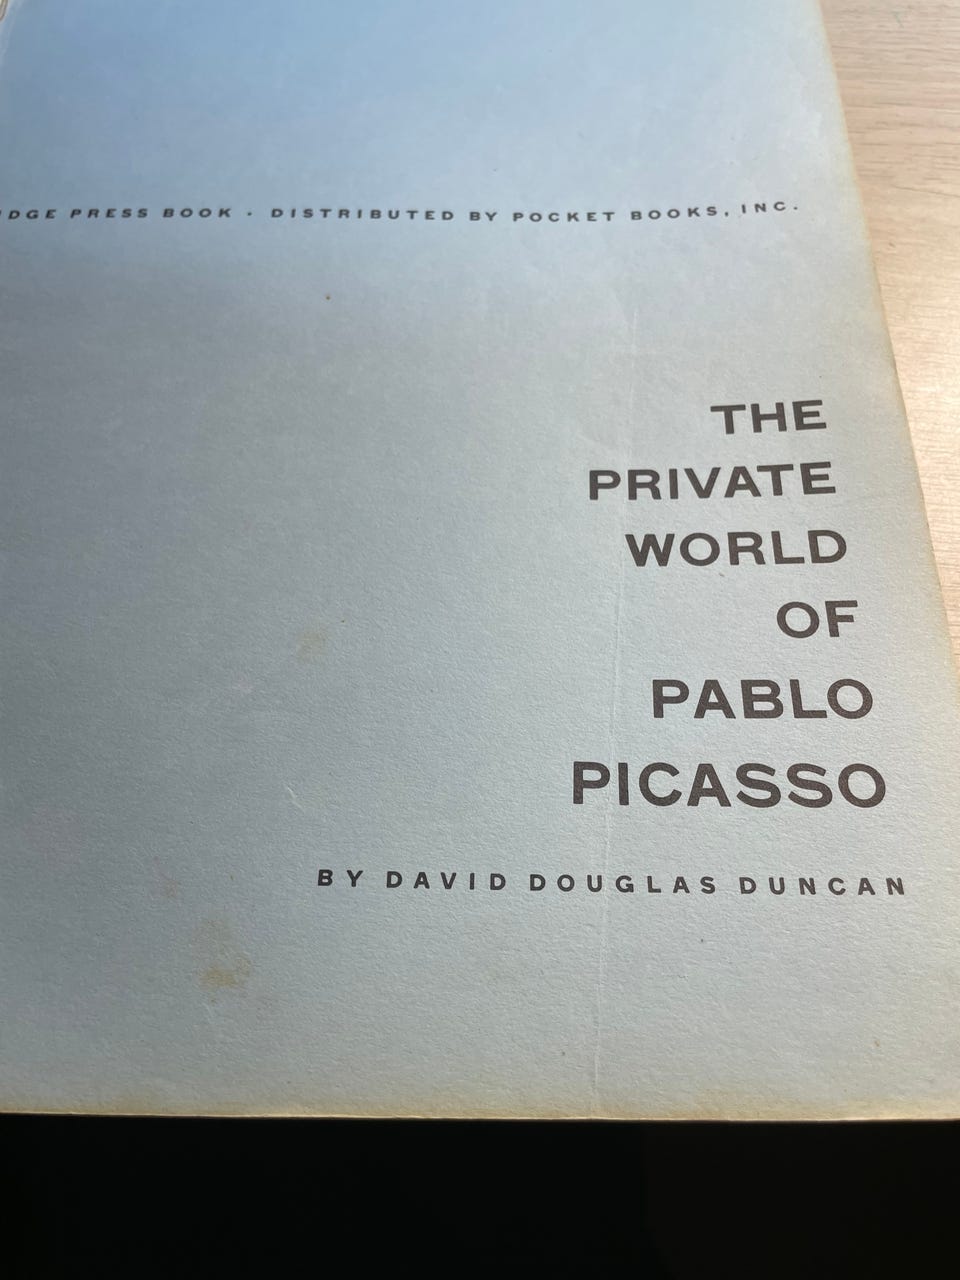 DGE PRESS BOOK · DISTRIBUTED BY POCKET BOOKS, INC.
THE
PRIVATE
WORLD
OF
PABLO
PICASSO
BY DAVID DOUGLAS DUNCAN